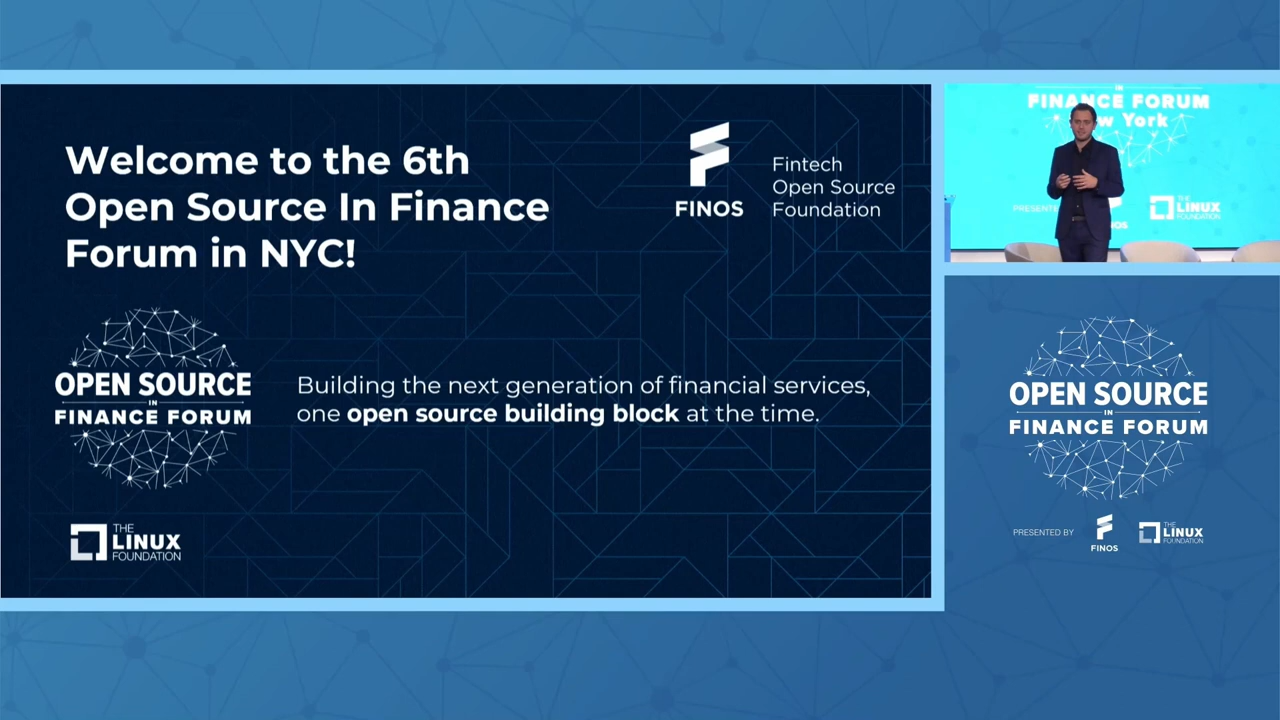 Welcome to the 6th
Open Source In Finance
Forum in NYC!
FINOS
Fintech
Open Source
Foundation
OPEN SOURCE
IN
FINANCE FORUM
Building the next generation of financial services,
one open source building block at the time.
THE
LINUX
FOUNDATION
IN
FINANCE FORUM
York
THE
LINUX
FOUNDATION
OPEN SOURCE
IN
FINANCE FORUM
PRESENTED BY
FINOS
THE
LINUX
FOUNDATION